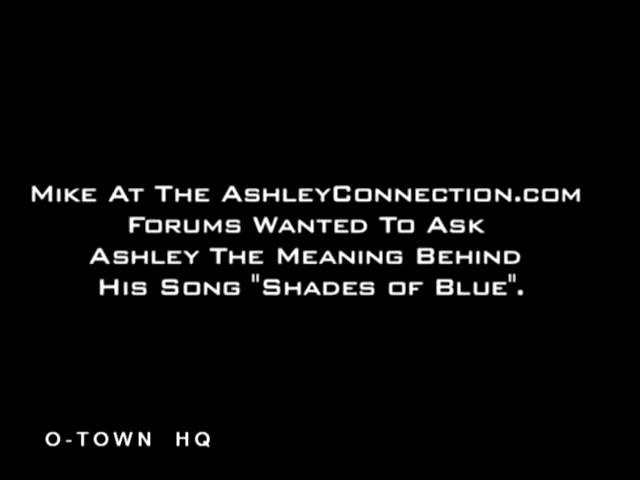 Mike At The AshleyConnection.com
Forums Wanted To Ask
Ashley The Meaning Behind
His Song "Shades of Blue".
O-TOWN HQ